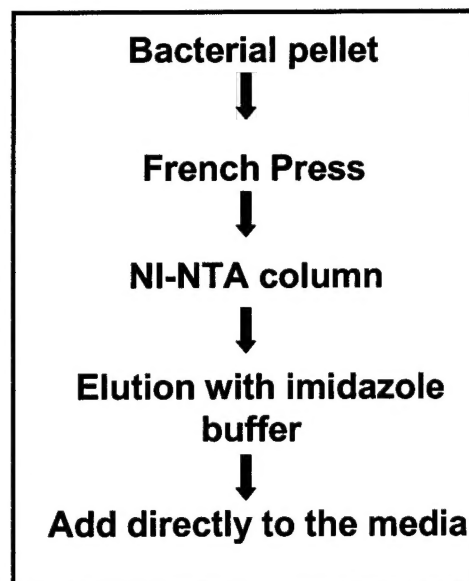 Bacterial pellet
French Press
NI-NTA column
Elution with imidazole
buffer
Add directly to the media